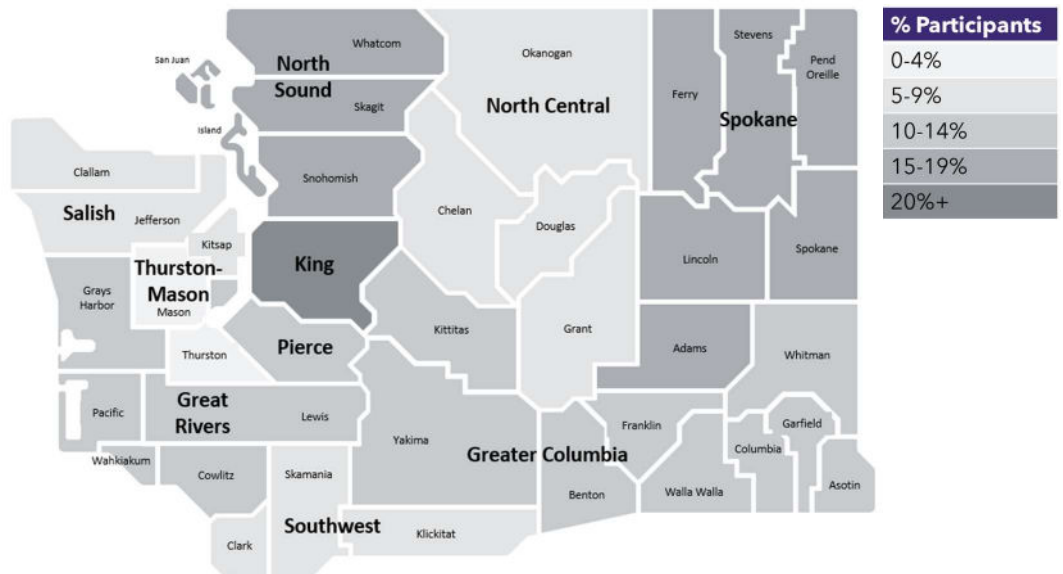 % Participants
0-4%
5-9%
10-14%
15-19%
20%+
San Juan
Whatcom
North
Sound
Skagit
Island
Snohomish
Okanogan
North Central
Chelan
Douglas
Grant
Ferry
Stevens
Pend
Oreille
Spokane
Lincoln
Spokane
Adams
Whitman
Clallam
Salish
Jefferson
Kitsap
Thurston-
Mason
Mason
Grays
Harbor
Thurston
King
Pierce
Kittitas
Great
Rivers
Lewis
Pacific
Wahkiakum
Cowlitz
Yakima
Greater Columbia
Franklin
Benton
Walla Walla
Columbia
Garfield
Asotin
Skamania
Southwest
Klickitat
Clark